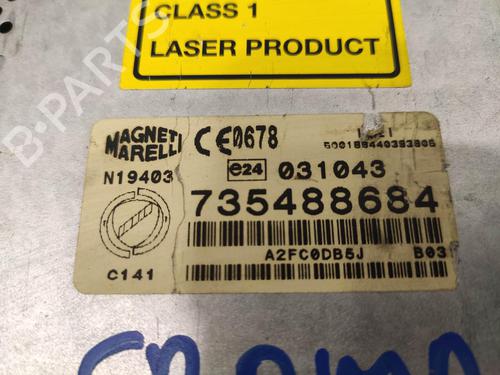 CLASS 1
LASER PRODUCT
B-PARTS
MAGNETI
MARELLI
CE0678
N19403
e24 031043
735488684
A2FC0DB5J B03
C141